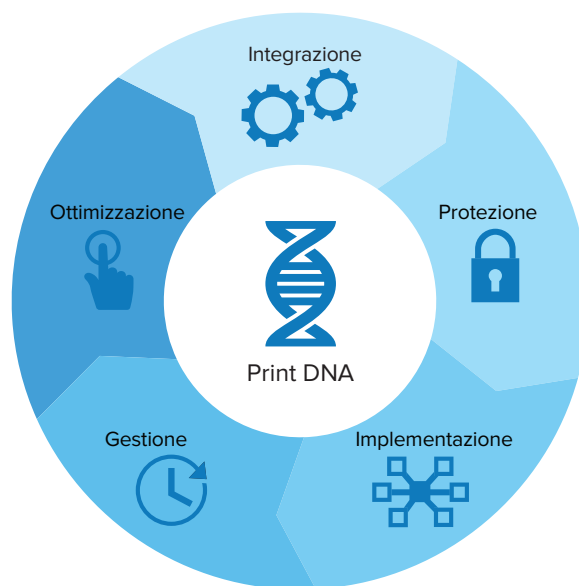 Integrazione
Protezione
Implementazione
Gestione
Ottimizzazione
Print DNA